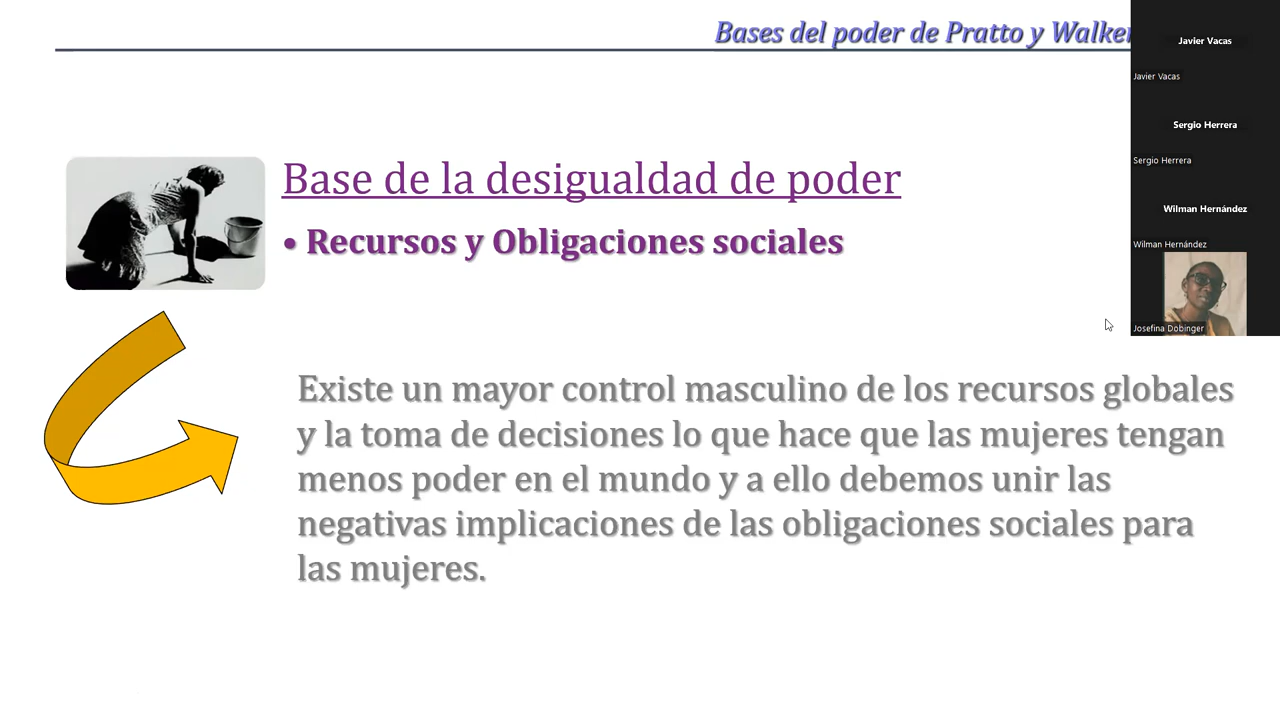 Bases del poder de Pratto y Walker
Base de la desigualdad de poder
• Recursos y Obligaciones sociales
Existe un mayor control masculino de los recursos globales
y la toma de decisiones lo que hace que las mujeres tengan
menos poder en el mundo y a ello debemos unir las
negativas implicaciones de las obligaciones sociales para
las mujeres.
Javier Vacas
Javier Vacas
Sergio Herrera
Sergio Herrera
Wilman Hernández
Wilman Hernández
Josefina Dobinger